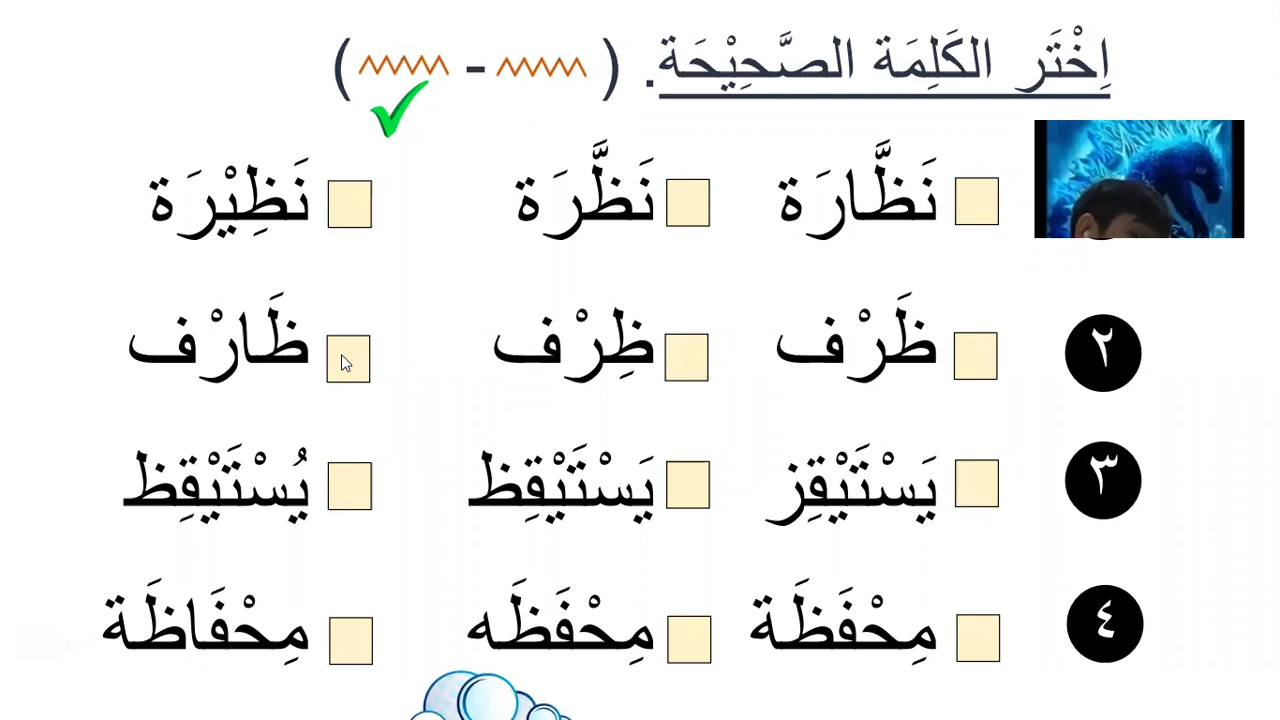 اِخْتَر الكَلِمَة الصَّحِيْحَة. ( - )
نَظَّارَة نَظَّرَة نَظِيْرَة
٢ ظَرْف ظِرْف ظَارْف
٣ يَسْتَيْقِز يَسْتَيْقِظ يُسْتَيْقِظ
٤ مِحْفَظَة مِحْفَظَه مِحْفَاظَة